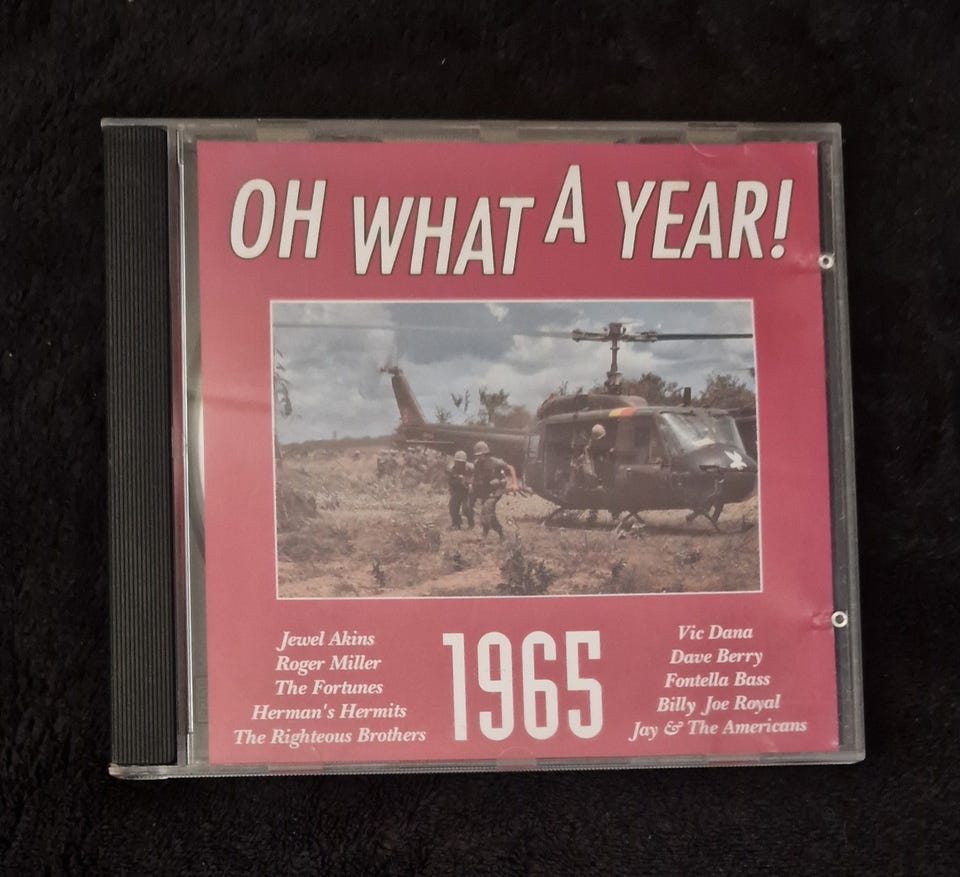 OH WHAT A YEAR!
Jewel Akins
Roger Miller
The Fortunes
Herman's Hermits
The Righteous Brothers
1965
Vic Dana
Dave Berry
Fontella Bass
Billy Joe Royal
Jay & The Americans